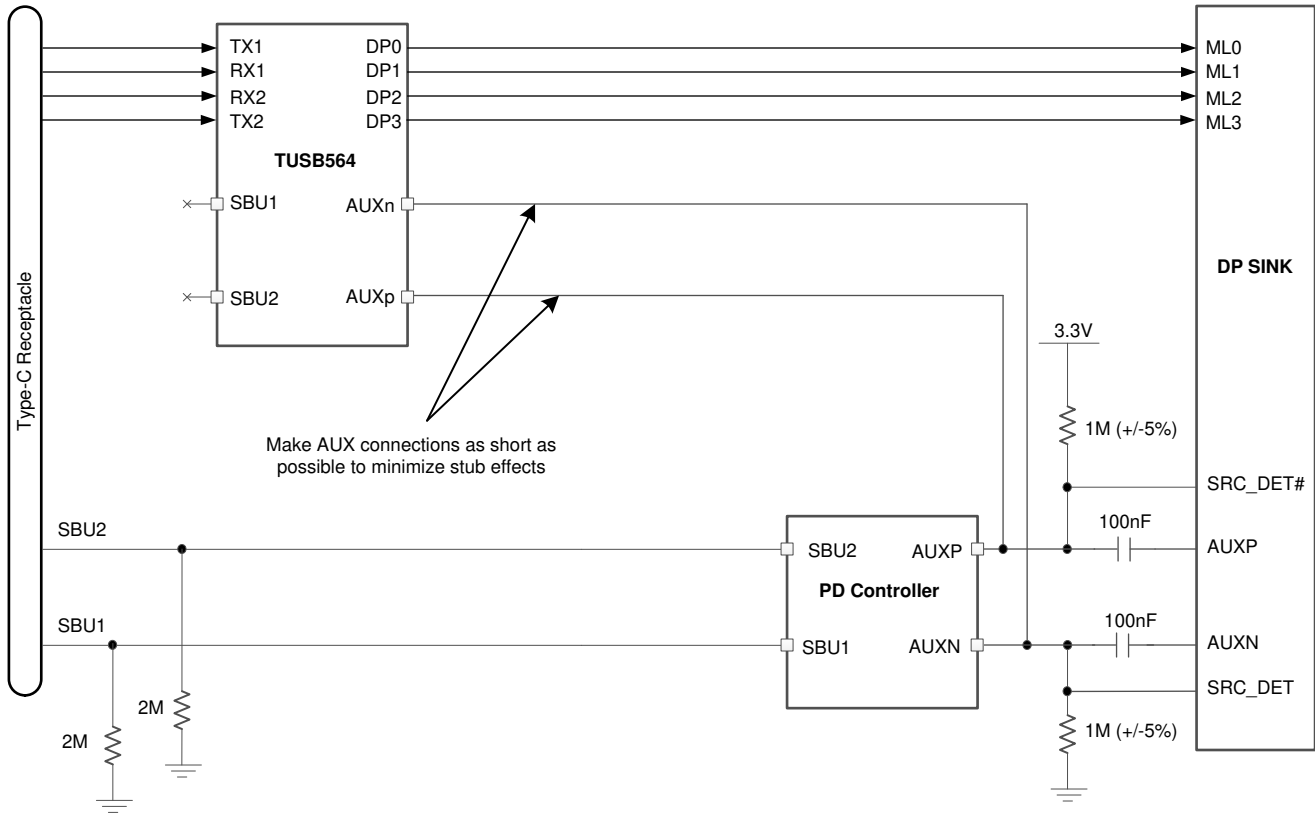 Type-C Receptacle
TX1
RX1
RX2
TX2
DP0
DP1
DP2
DP3
TUSB564
SBU1
SBU2
AUXn
AUXp
ML0
ML1
ML2
ML3
DP SINK
Make AUX connections as short as
possible to minimize stub effects
3.3V
1M (+/-5%)
SRC_DET#
100nF
AUXP
SBU2
SBU2
AUXP
PD Controller
SBU1
SBU1
AUXN
100nF
AUXN
SRC_DET
1M (+/-5%)
2M
2M